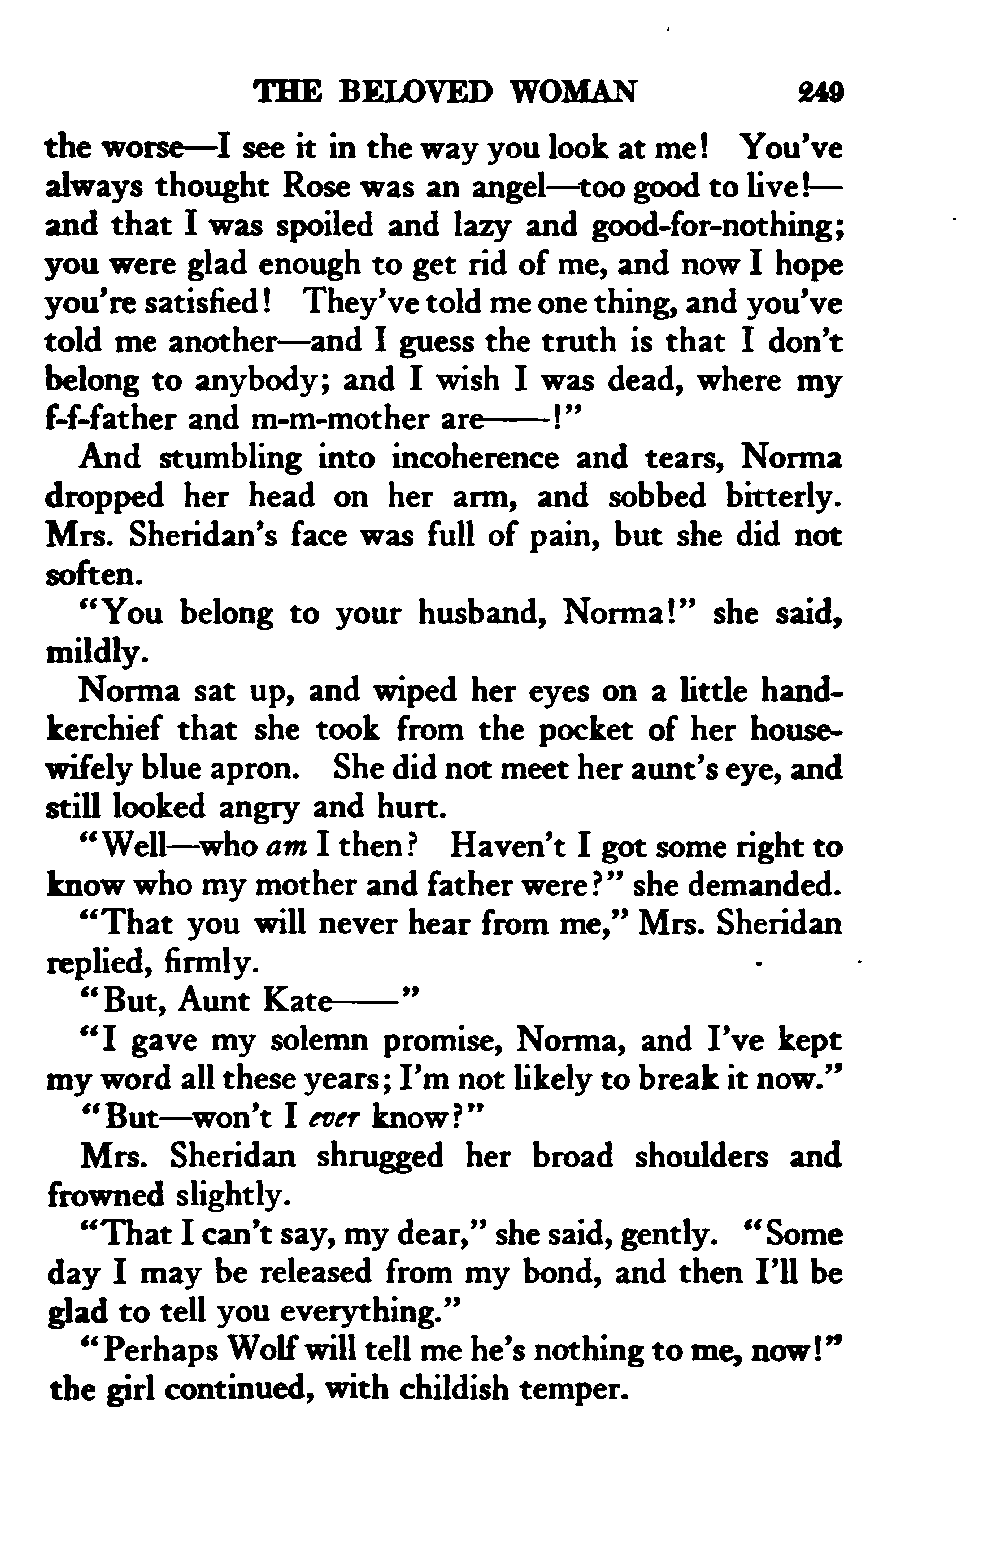 THE BELOVED WOMAN 249
the worse—I see it in the way you look at me! You've
always thought Rose was an angel—too good to live!—
and that I was spoiled and lazy and good-for-nothing;
you were glad enough to get rid of me, and now I hope
you're satisfied! They've told me one thing, and you've
told me another—and I guess the truth is that I don't
belong to anybody; and I wish I was dead, where my
f-f-father and m-m-mother are——!"
And stumbling into incoherence and tears, Norma
dropped her head on her arm, and sobbed bitterly.
Mrs. Sheridan's face was full of pain, but she did not
soften.
"You belong to your husband, Norma!" she said,
mildly.
Norma sat up, and wiped her eyes on a little hand-
kerchief that she took from the pocket of her house-
wifely blue apron. She did not meet her aunt's eye, and
still looked angry and hurt.
"Well—who am I then? Haven't I got some right to
know who my mother and father were?" she demanded.
"That you will never hear from me," Mrs. Sheridan
replied, firmly.
"But, Aunt Kate——"
"I gave my solemn promise, Norma, and I've kept
my word all these years; I'm not likely to break it now."
"But—won't I ever know?"
Mrs. Sheridan shrugged her broad shoulders and
frowned slightly.
"That I can't say, my dear," she said, gently. "Some
day I may be released from my bond, and then I'll be
glad to tell you everything."
"Perhaps Wolf will tell me he's nothing to me, now!"
the girl continued, with childish temper.